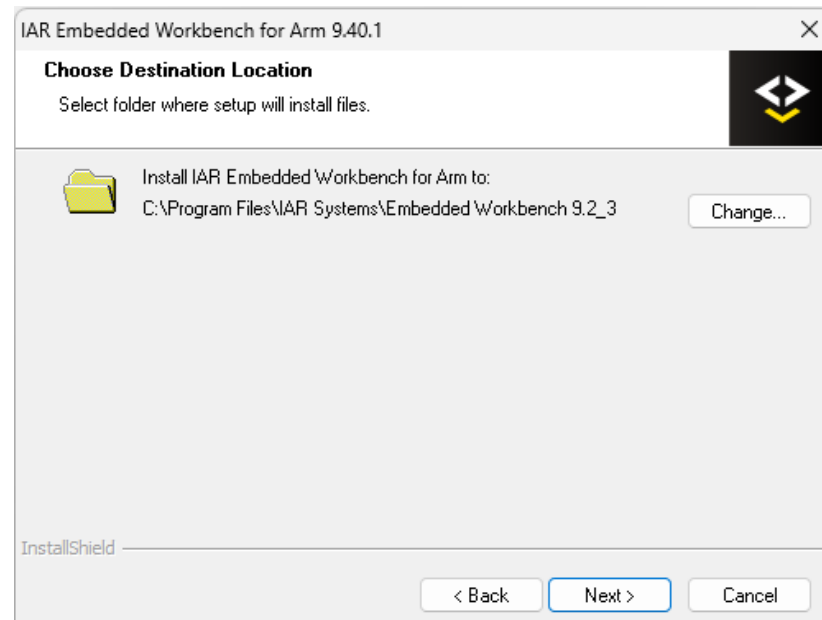 IAR Embedded Workbench for Arm 9.40.1
Choose Destination Location
Select folder where setup will install files.
Install IAR Embedded Workbench for Arm to:
C:\Program Files\IAR Systems\Embedded Workbench 9.2_3
Change...
InstallShield
< Back
Next >
Cancel